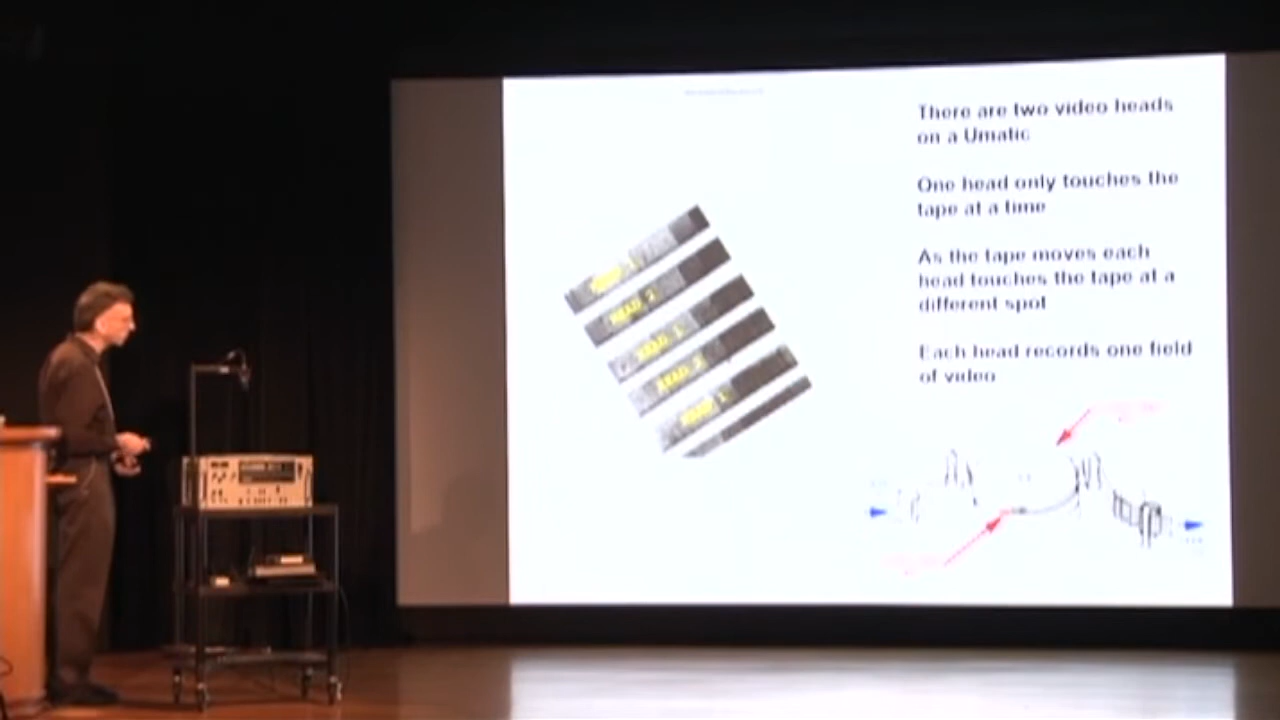 There are two video heads
on a Umatic
One head only touches the
tape at a time
As the tape moves each
head touches the tape at a
different spot
Each head records one field
of video
HEAD 1
HEAD 2
HEAD 1
HEAD 2
HEAD 1